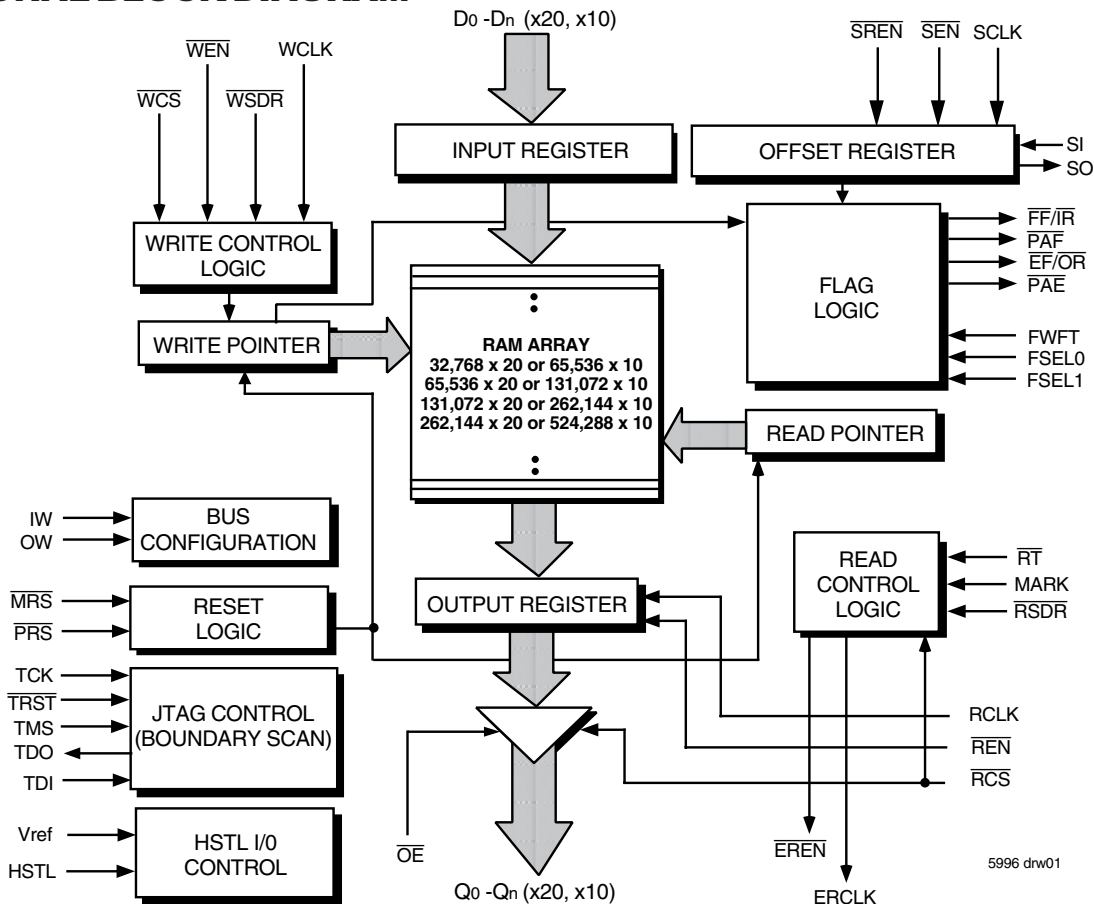 D0 -Dn (x20, x10)
WEN WCLK
SREN SEN SCLK
WCS WSDR
INPUT REGISTER
OFFSET REGISTER
SI
SO
WRITE CONTROL
LOGIC
FLAG
LOGIC
FF/IR
PAF
EF/OR
PAE
FWFT
FSEL0
FSEL1
WRITE POINTER
RAM ARRAY
32,768 x 20 or 65,536 x 10
65,536 x 20 or 131,072 x 10
131,072 x 20 or 262,144 x 10
262,144 x 20 or 524,288 x 10
READ POINTER
IW
OW
BUS
CONFIGURATION
READ
CONTROL
LOGIC
RT
MARK
RSDR
MRS
PRS
RESET
LOGIC
OUTPUT REGISTER
TCK
TRST
TMS
TDO
TDI
JTAG CONTROL
(BOUNDARY SCAN)
RCLK
REN
RCS
Vref
HSTL
HSTL I/0
CONTROL
OE
EREN
ERCLK
5996 drw01
Q0 -Qn (x20, x10)